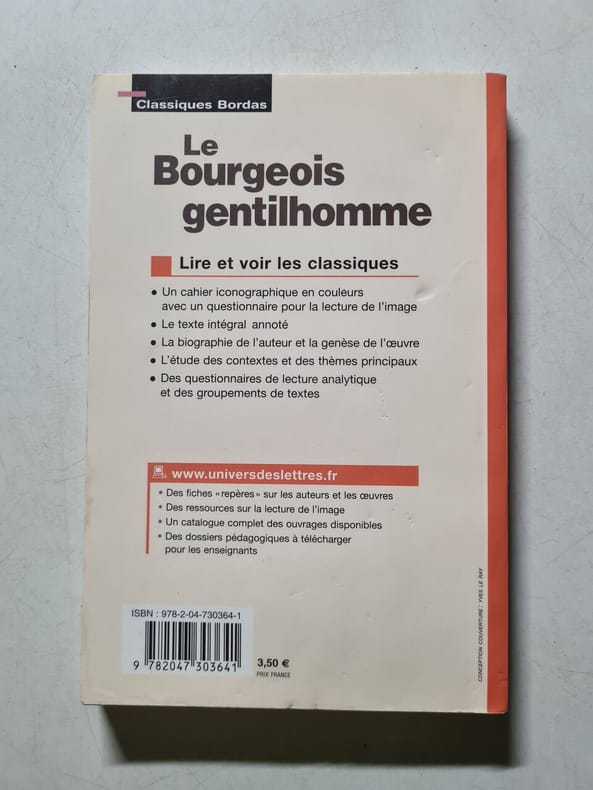 Classiques Bordas
Le
Bourgeois
gentilhomme
Lire et voir les classiques
• Un cahier iconographique en couleurs
avec un questionnaire pour la lecture de l'image
• Le texte intégral annoté
• La biographie de l'auteur et la genèse de l'œuvre
• L'étude des contextes et des thèmes principaux
• Des questionnaires de lecture analytique
et des groupements de textes
www.universdeslettres.fr
• Des fiches «repères» sur les auteurs et les œuvres
• Des ressources sur la lecture de l'image
• Un catalogue complet des ouvrages disponibles
• Des dossiers pédagogiques à télécharger
pour les enseignants
CONCEPTION COUVERTURE : YVES LE RAY
ISBN : 978-2-04-730364-1
9 782047 303641
3,50 €
PRIX FRANCE